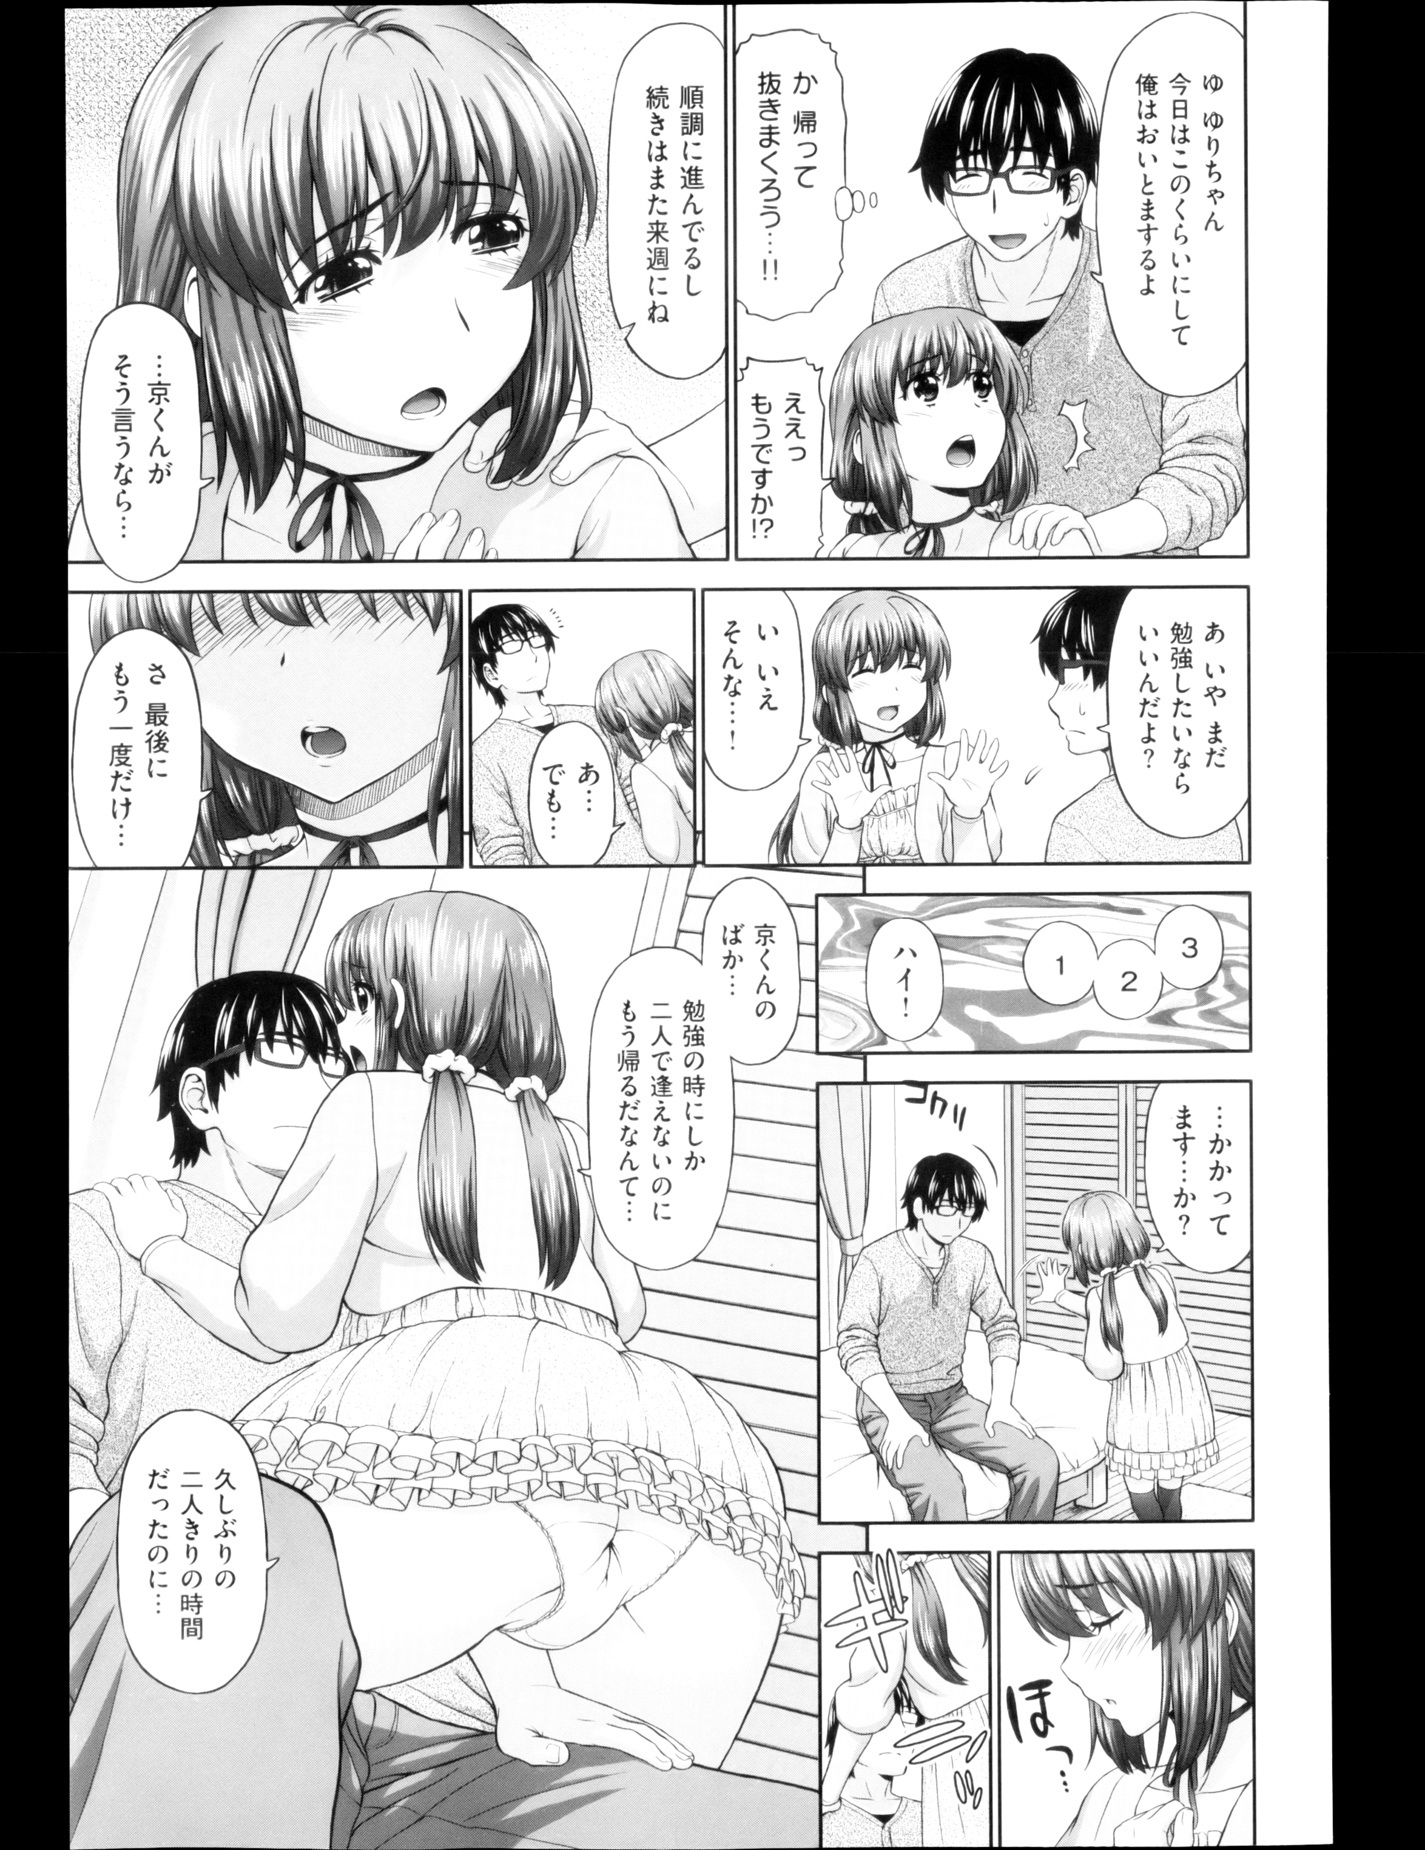 ゆ ゆりちゃん
今日はこのくらいにして
俺はおいとまするよ
か 帰って
抜きまくろう…!!
ええっ
もうですか!?
順調に進んでるし
続きはまた来週にね
…京くんが
そう言うなら…
あ いや まだ
勉強したいなら
いいんだよ？
い いえ
そんな…！
あ…
でも…
さ 最後に
もう一度だけ…
3
2
1
ハイ！
…かかって
ます…か？
コクリ
ほっ…
ギ
京くんの
ばか…
勉強の時にしか
二人で逢えないのに
もう帰るだなんて…
久しぶりの
二人きりの時間
だったのに…